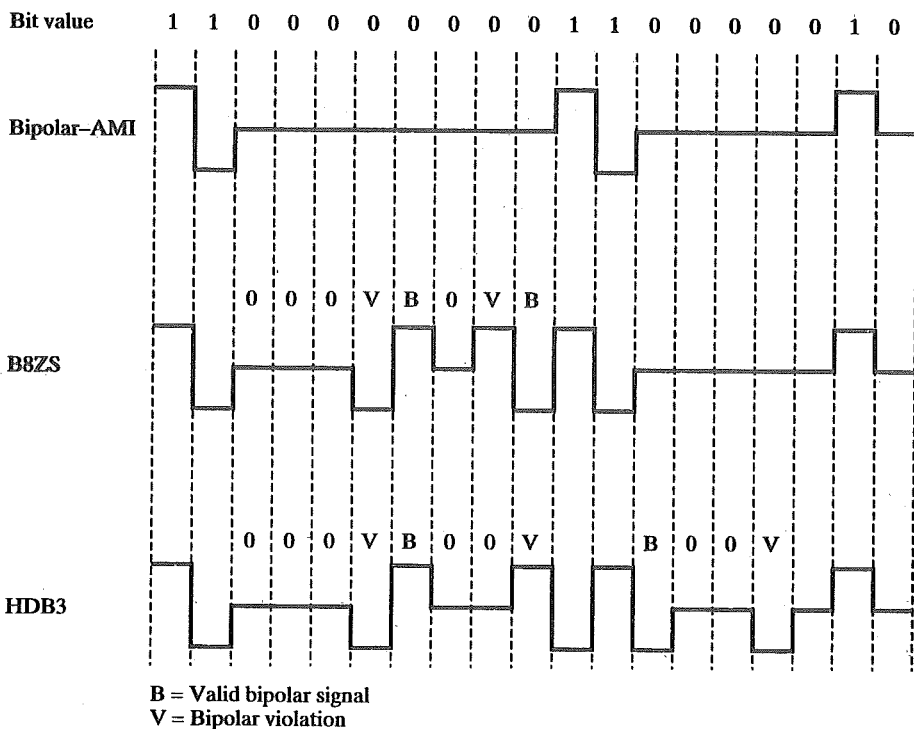 Bit value 1 1 0 0 0 0 0 0 0 0 1 1 0 0 0 0 0 1 0
Bipolar–AMI
0 0 0 V B 0 V B
B8ZS
0 0 0 V B 0 0 V B 0 0 V
HDB3
B = Valid bipolar signal
V = Bipolar violation